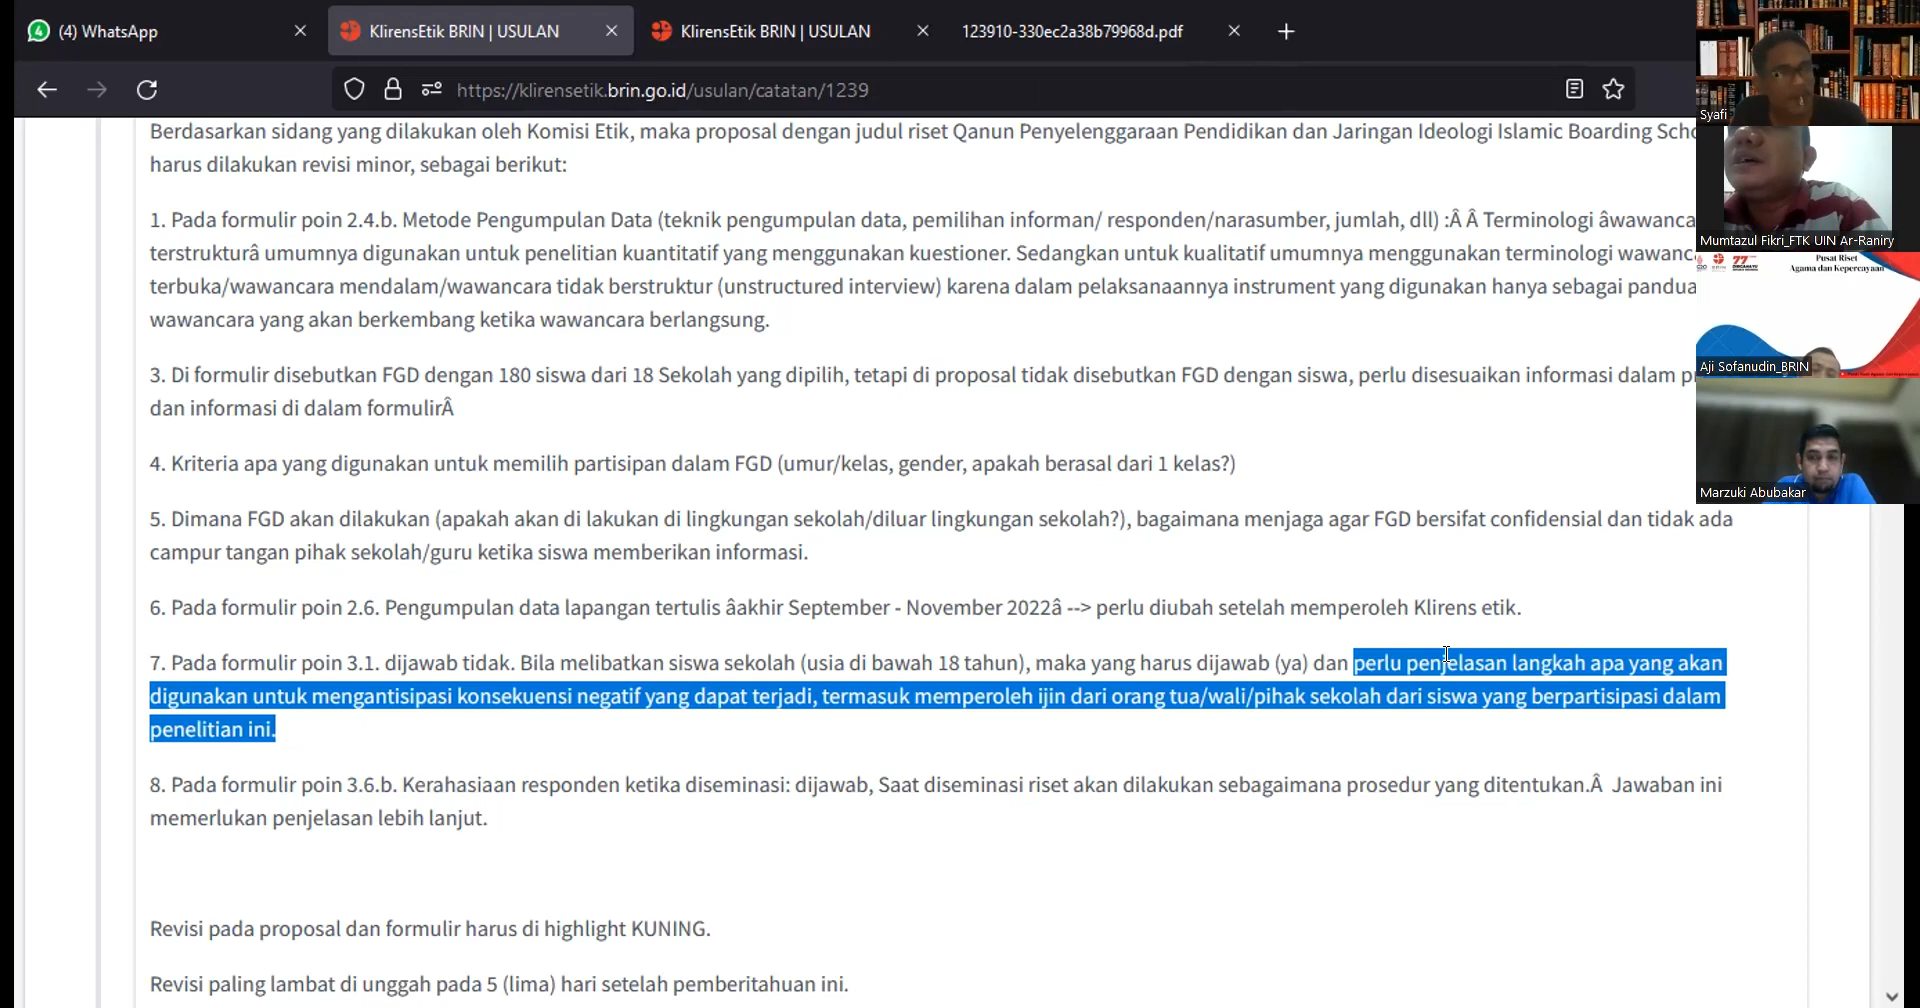 (4) WhatsApp
KlirensEtik BRIN | USULAN
KlirensEtik BRIN | USULAN
123910-330ec2a38b79968d.pdf
https://klirensetik.brin.go.id/usulan/catatan/1239
Berdasarkan sidang yang dilakukan oleh Komisi Etik, maka proposal dengan judul riset Qanun Penyelenggaraan Pendidikan dan Jaringan Ideologi Islamic Boarding Scho
harus dilakukan revisi minor, sebagai berikut:
1. Pada formulir poin 2.4.b. Metode Pengumpulan Data (teknik pengumpulan data, pemilihan informan/ responden/narasumber, jumlah, dll) :Â Â Terminologi âwawanca
terstrukturâ umumnya digunakan untuk penelitian kuantitatif yang menggunakan kuestioner. Sedangkan untuk kualitatif umumnya menggunakan terminologi wawanc
terbuka/wawancara mendalam/wawancara tidak berstruktur (unstructured interview) karena dalam pelaksanaannya instrument yang digunakan hanya sebagai pandua
wawancara yang akan berkembang ketika wawancara berlangsung.
3. Di formulir disebutkan FGD dengan 180 siswa dari 18 Sekolah yang dipilih, tetapi di proposal tidak disebutkan FGD dengan siswa, perlu disesuaikan informasi dalam p
dan informasi di dalam formulirÂ
4. Kriteria apa yang digunakan untuk memilih partisipan dalam FGD (umur/kelas, gender, apakah berasal dari 1 kelas?)
5. Dimana FGD akan dilakukan (apakah akan di lakukan di lingkungan sekolah/diluar lingkungan sekolah?), bagaimana menjaga agar FGD bersifat confidensial dan tidak ada
campur tangan pihak sekolah/guru ketika siswa memberikan informasi.
6. Pada formulir poin 2.6. Pengumpulan data lapangan tertulis âakhir September - November 2022â --> perlu diubah setelah memperoleh Klirens etik.
7. Pada formulir poin 3.1. dijawab tidak. Bila melibatkan siswa sekolah (usia di bawah 18 tahun), maka yang harus dijawab (ya) dan perlu penjelasan langkah apa yang akan
digunakan untuk mengantisipasi konsekuensi negatif yang dapat terjadi, termasuk memperoleh ijin dari orang tua/wali/pihak sekolah dari siswa yang berpartisipasi dalam
penelitian ini.
8. Pada formulir poin 3.6.b. Kerahasiaan responden ketika diseminasi: dijawab, Saat diseminasi riset akan dilakukan sebagaimana prosedur yang ditentukan.Â Jawaban ini
memerlukan penjelasan lebih lanjut.
Revisi pada proposal dan formulir harus di highlight KUNING.
Revisi paling lambat di unggah pada 5 (lima) hari setelah pemberitahuan ini.
Syafi
Mumtazul Fikri_FTK UIN Ar-Raniry
77
Pusat Riset
Agama dan Kepercayaan
Aji Sofanudin_BRIN
Marzuki Abubakar